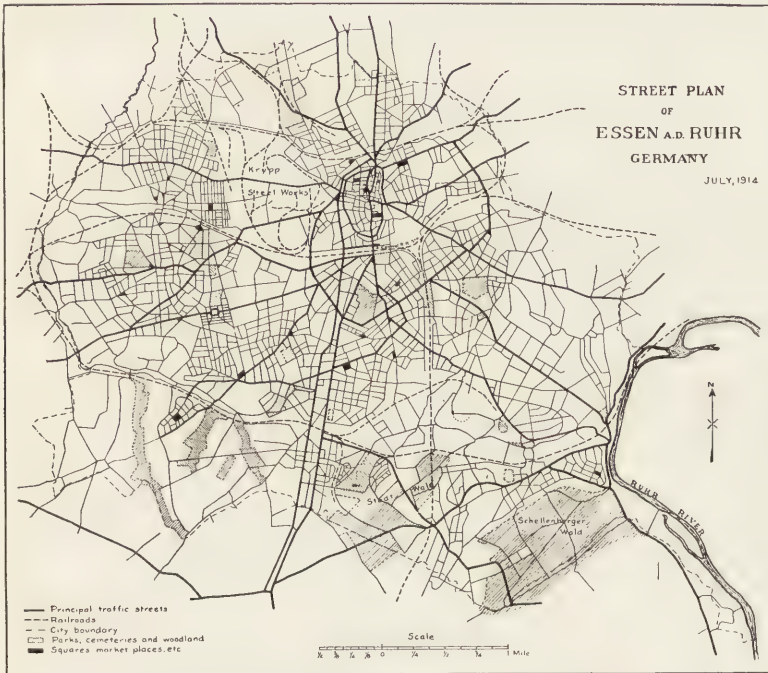 STREET PLAN
OF
ESSEN A.D. RUHR
GERMANY
JULY, 1914
Krupp
Steel Works
Stadt Wald
Schellenberger
Wald
RUHR RIVER
N
Principal traffic streets
Railroads
City boundary
Parks, cemeteries and woodland
Squares market places, etc
Scale
0 1/4 1/2 3/4 1 Mile